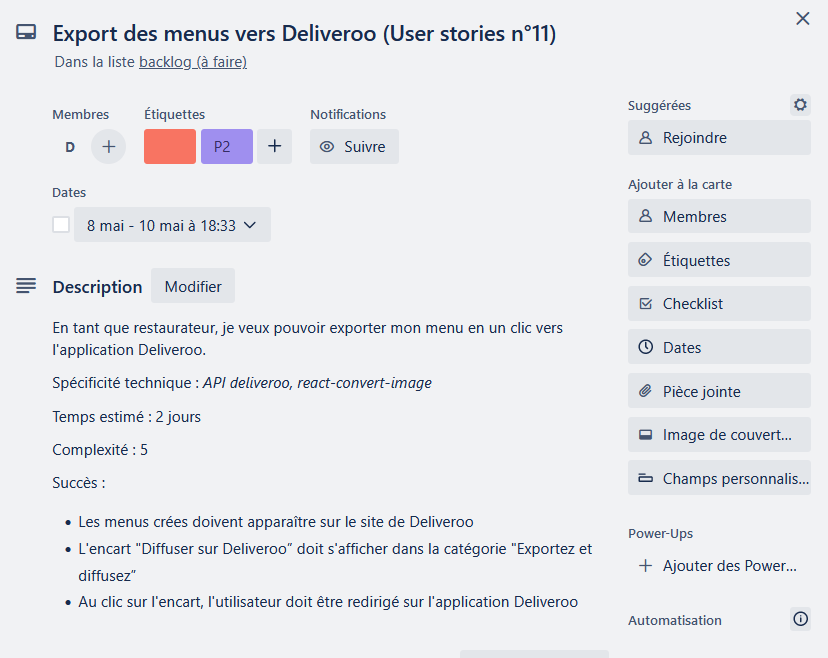 Export des menus vers Deliveroo (User stories n°11)
Dans la liste backlog (à faire)
Membres
Étiquettes
Notifications
D
P2
Suivre
Dates
8 mai - 10 mai à 18:33
Description
Modifier
En tant que restaurateur, je veux pouvoir exporter mon menu en un clic vers
l'application Deliveroo.
Spécificité technique : API deliveroo, react-convert-image
Temps estimé : 2 jours
Complexité : 5
Succès :
• Les menus crées doivent apparaître sur le site de Deliveroo
• L'encart "Diffuser sur Deliveroo” doit s'afficher dans la catégorie "Exportez et
diffusez”
• Au clic sur l'encart, l'utilisateur doit être redirigé sur l'application Deliveroo
Suggérées
Rejoindre
Ajouter à la carte
Membres
Étiquettes
Checklist
Dates
Pièce jointe
Image de couvert...
Champs personnalis...
Power-Ups
Ajouter des Power...
Automatisation